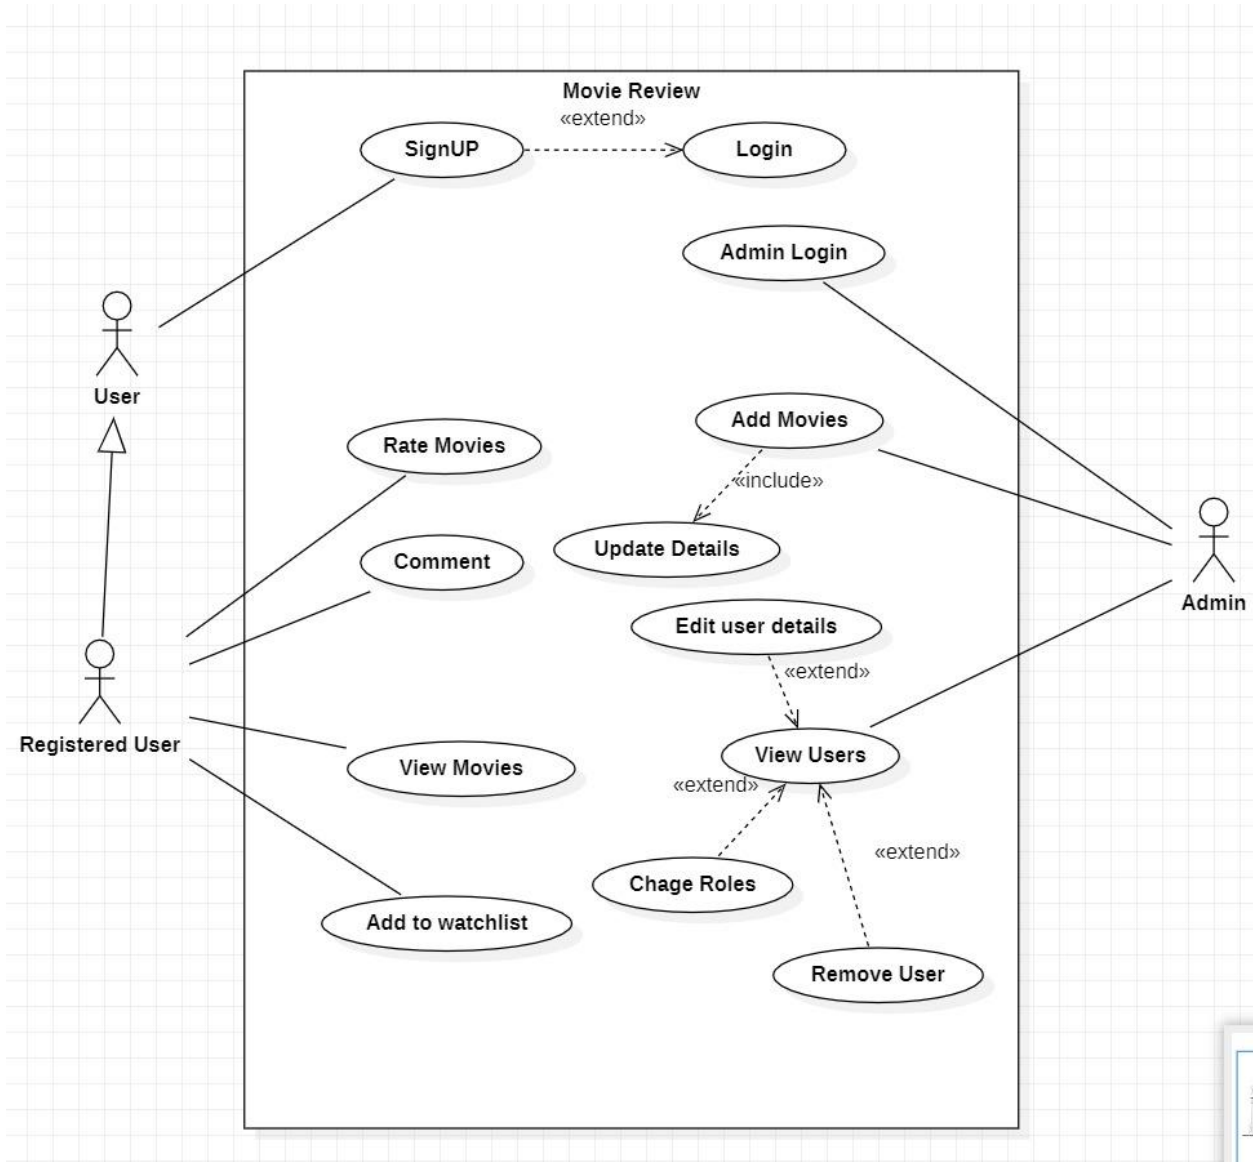 Movie Review
«extend»
SignUP
Login
Admin Login
User
Add Movies
Rate Movies
«include»
Update Details
Comment
Admin
Edit user details
«extend»
Registered User
View Users
View Movies
«extend»
«extend»
Chage Roles
Add to watchlist
Remove User